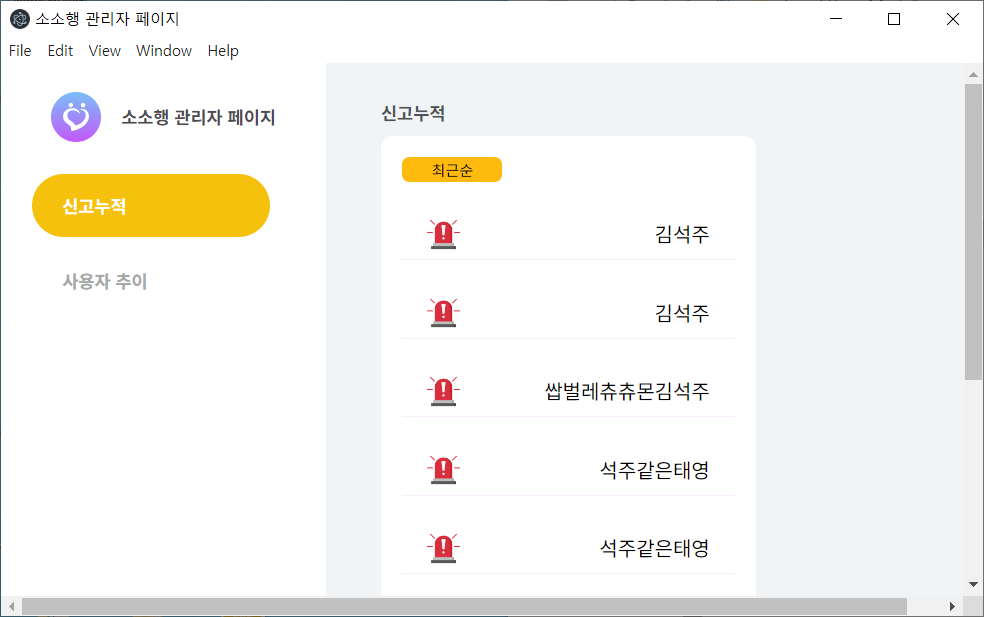 소소행 관리자 페이지
File Edit View Window Help
소소행 관리자 페이지
신고누적
사용자 추이
신고누적
최근순
김석주
김석주
쌉벌레츄츄몬김석주
석주같은태영
석주같은태영